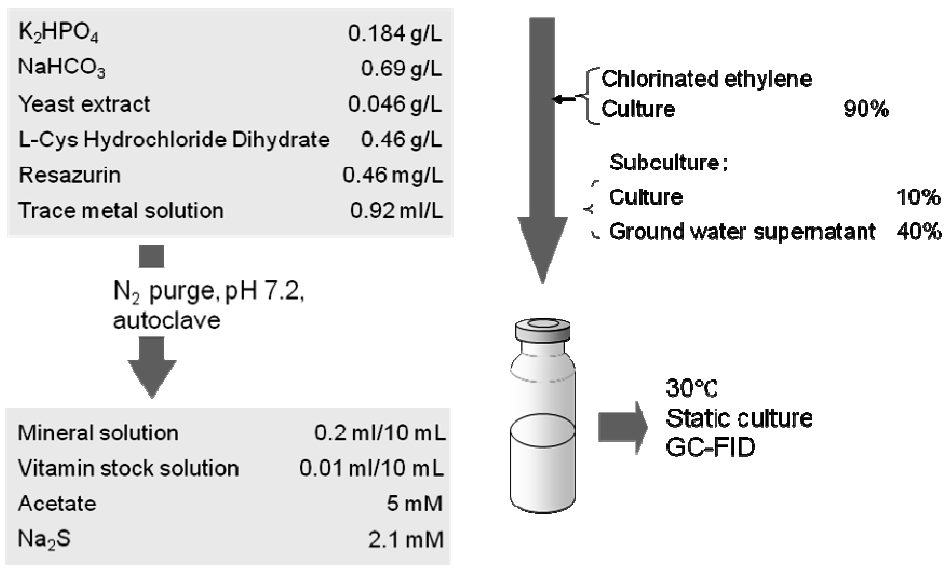 K2HPO4 0.184 g/L
NaHCO3 0.69 g/L
Yeast extract 0.046 g/L
L-Cys Hydrochloride Dihydrate 0.46 g/L
Resazurin 0.46 mg/L
Trace metal solution 0.92 ml/L
N2 purge, pH 7.2,
autoclave
Mineral solution 0.2 ml/10 mL
Vitamin stock solution 0.01 ml/10 mL
Acetate 5 mM
Na2S 2.1 mM
Chlorinated ethylene
Culture 90%
Subculture :
Culture 10%
Ground water supernatant 40%
30℃
Static culture
GC-FID